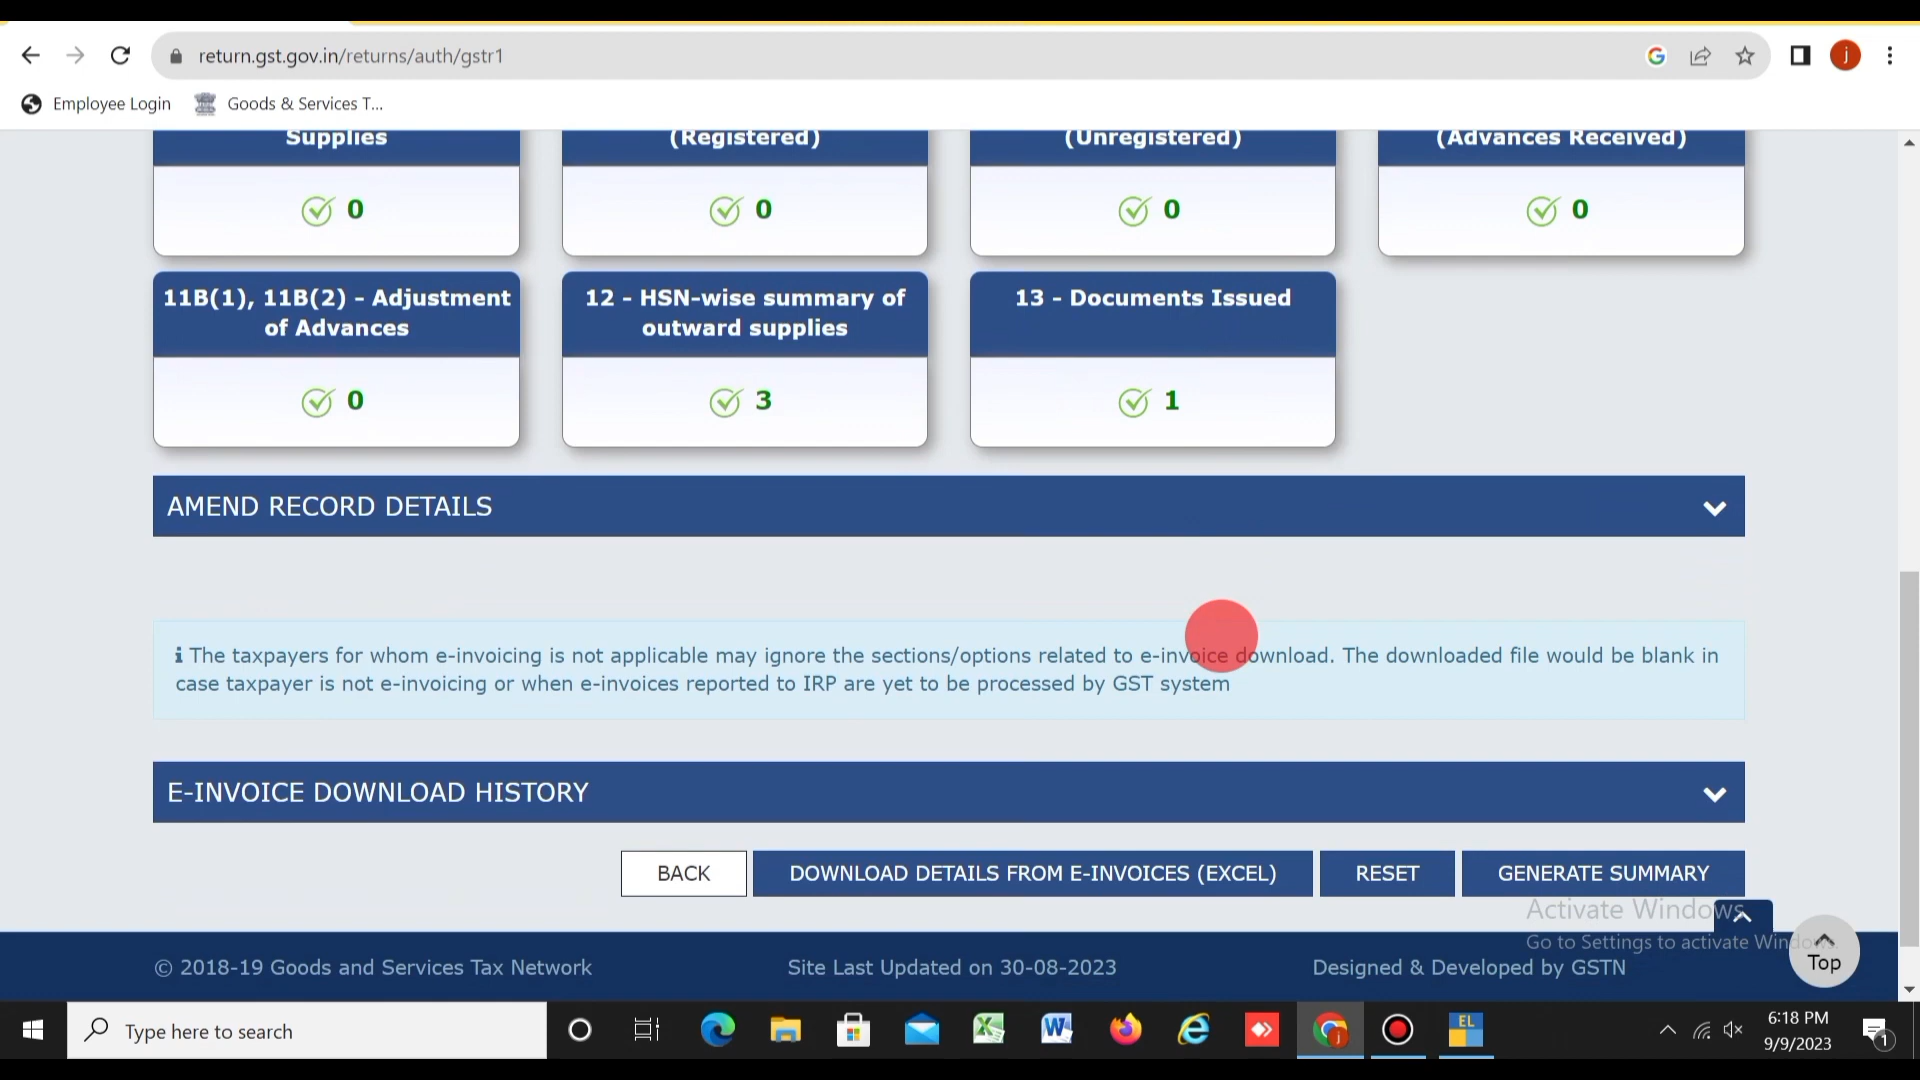 return.gst.gov.in/returns/auth/gstr1
j
Employee Login
Goods & Services T...
Supplies
(Registered)
(Unregistered)
(Advances Received)
0
0
0
0
11B(1), 11B(2) - Adjustment
of Advances
12 - HSN-wise summary of
outward supplies
13 - Documents Issued
0
3
1
AMEND RECORD DETAILS
The taxpayers for whom e-invoicing is not applicable may ignore the sections/options related to e-invoice download. The downloaded file would be blank in
case taxpayer is not e-invoicing or when e-invoices reported to IRP are yet to be processed by GST system
E-INVOICE DOWNLOAD HISTORY
BACK
DOWNLOAD DETAILS FROM E-INVOICES (EXCEL)
RESET
GENERATE SUMMARY
Activate Windows
Go to Settings to activate Windows.
© 2018-19 Goods and Services Tax Network
Site Last Updated on 30-08-2023
Designed & Developed by GSTN
Top
Type here to search
EL
6:18 PM
9/9/2023
1